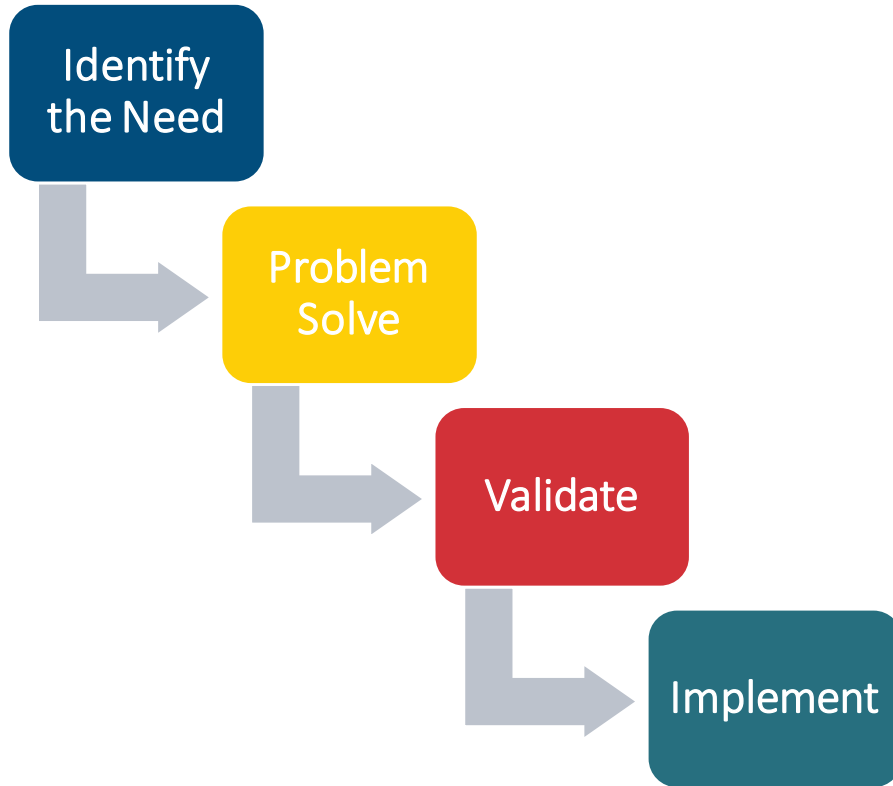 Identify
the Need
Problem
Solve
Validate
Implement